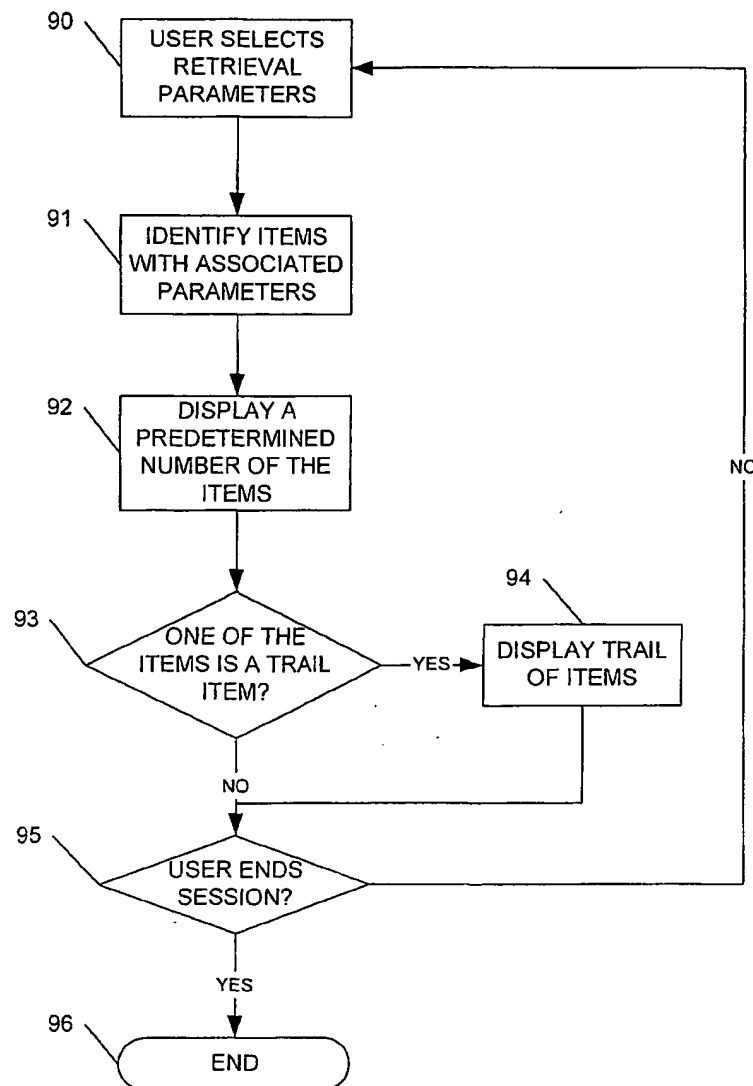 90
USER SELECTS
RETRIEVAL
PARAMETERS
91
IDENTIFY ITEMS
WITH ASSOCIATED
PARAMETERS
92
DISPLAY A
PREDETERMINED
NUMBER OF THE
ITEMS
NO
93
ONE OF THE
ITEMS IS A TRAIL
ITEM?
YES
94
DISPLAY TRAIL
OF ITEMS
NO
95
USER ENDS
SESSION?
YES
96
END